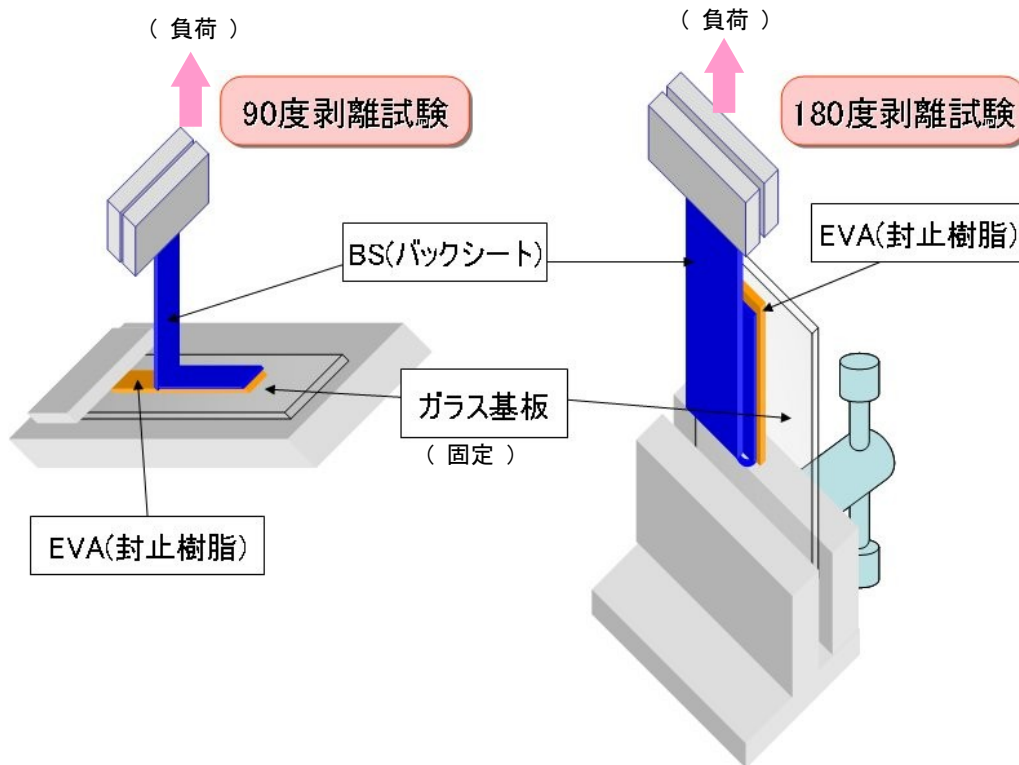 ( 負荷 )
90度剥離試験
( 負荷 )
180度剥離試験
BS(バックシート)
EVA(封止樹脂)
ガラス基板
( 固定 )
EVA(封止樹脂)